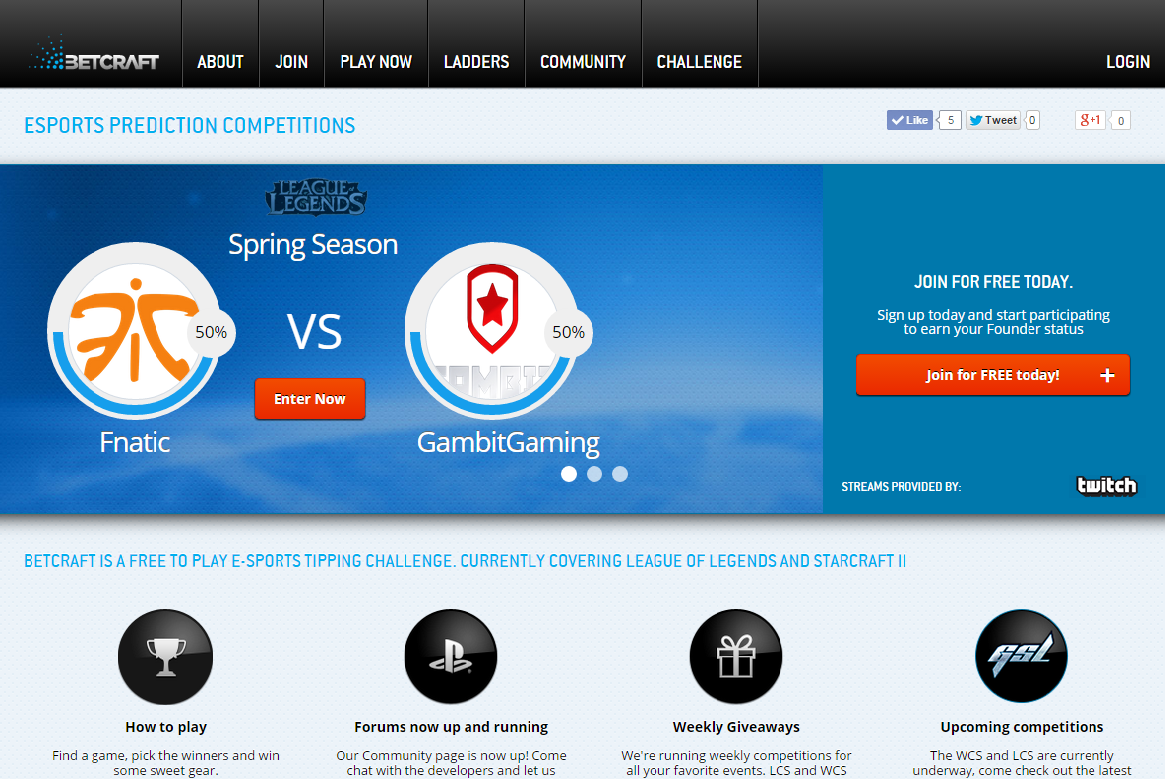 BETCRAFT
ABOUT
JOIN
PLAY NOW
LADDERS
COMMUNITY
CHALLENGE
LOGIN
ESPORTS PREDICTION COMPETITIONS
Like
5
Tweet
0
g+1
0
LEAGUE OF
LEGENDS
Spring Season
50%
VS
50%
Enter Now
Fnatic
GambitGaming
JOIN FOR FREE TODAY.
Sign up today and start participating
to earn your Founder status
Join for FREE today! +
STREAMS PROVIDED BY:
twitch
BETCRAFT IS A FREE TO PLAY E-SPORTS TIPPING CHALLENGE. CURRENTLY COVERING LEAGUE OF LEGENDS AND STARCRAFT II
GSL
How to play
Find a game, pick the winners and win
some sweet gear.
Forums now up and running
Our Community page is now up! Come
chat with the developers and let us
Weekly Giveaways
We're running weekly competitions for
all your favorite events. LCS and WCS
Upcoming competitions
The WCS and LCS are currently
underway, come check out the latest